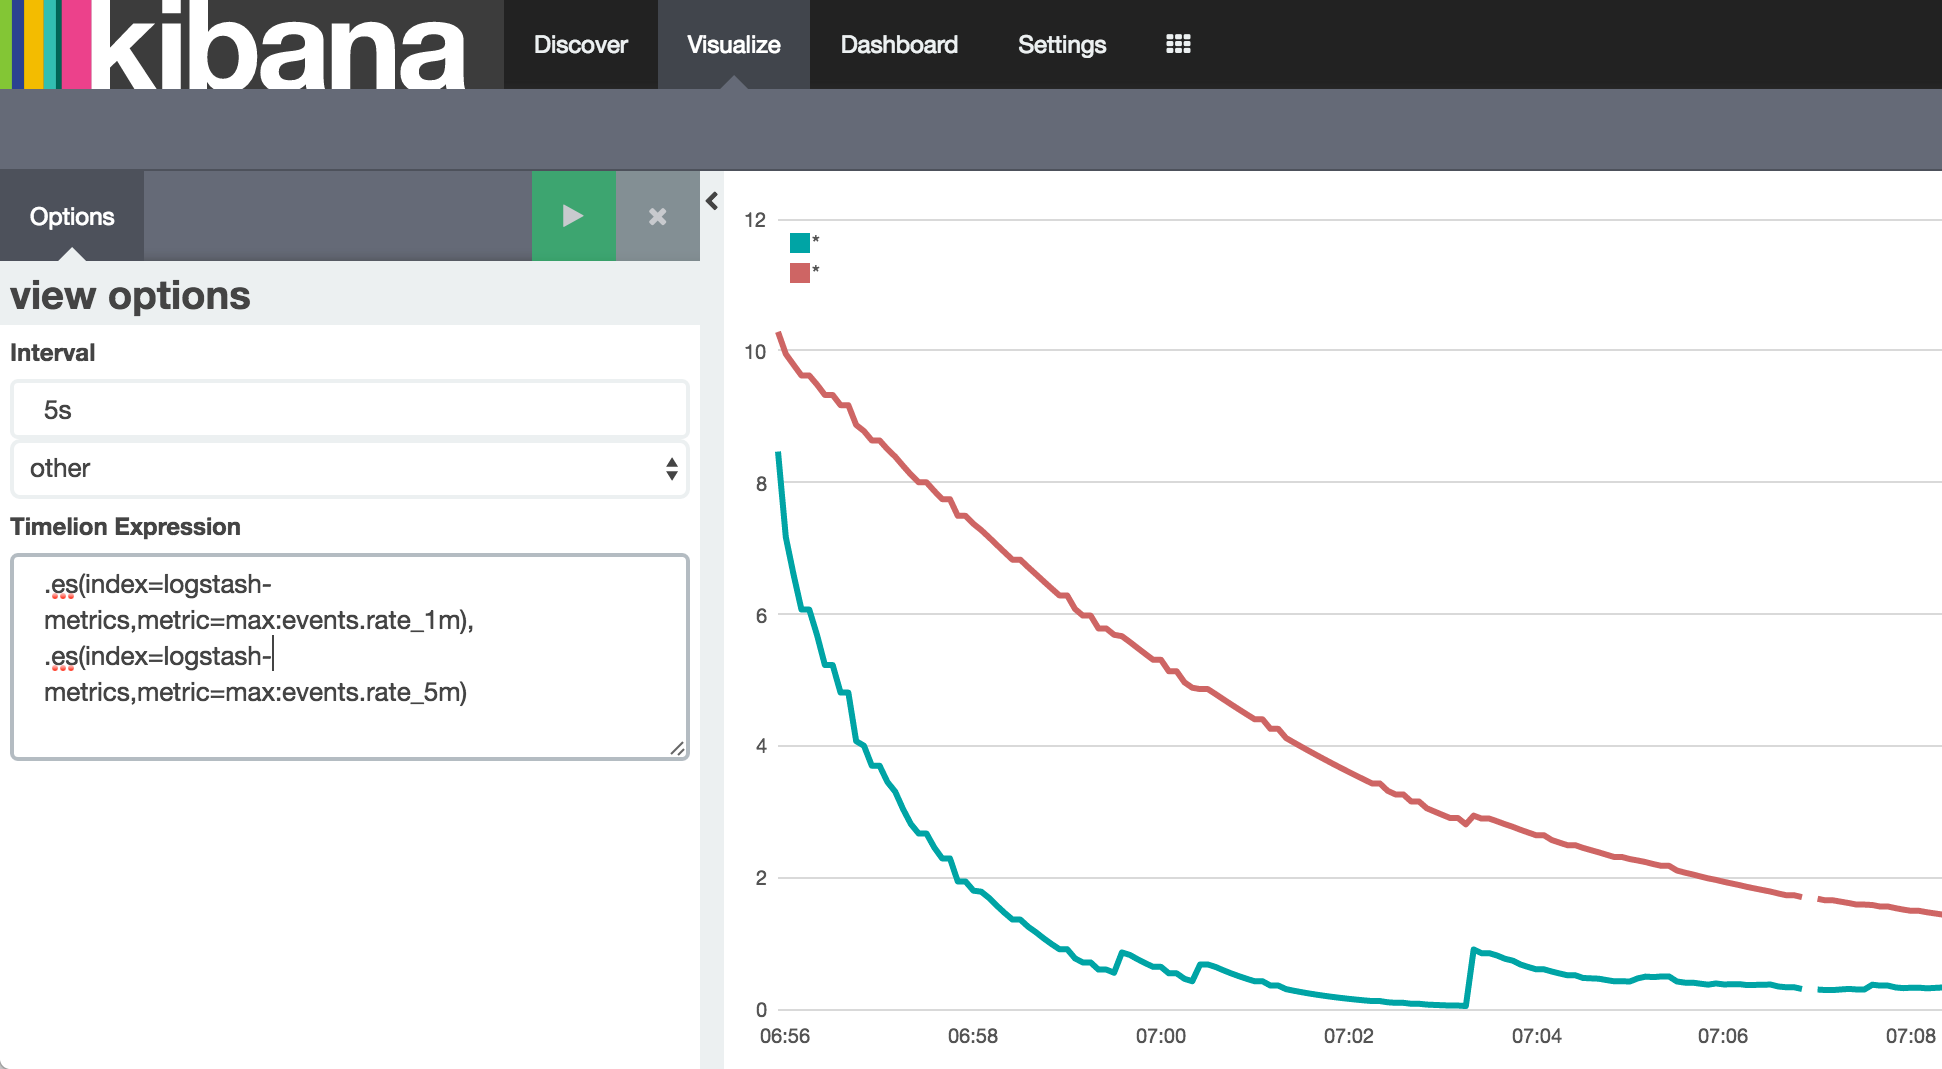 kibana
Discover
Visualize
Dashboard
Settings
Options
view options
Interval
5s
other
Timelion Expression
.es(index=logstash-
metrics,metric=max:events.rate_1m),
.es(index=logstash-
metrics,metric=max:events.rate_5m)
12
*
*
10
8
6
4
2
0
06:56
06:58
07:00
07:02
07:04
07:06
07:08